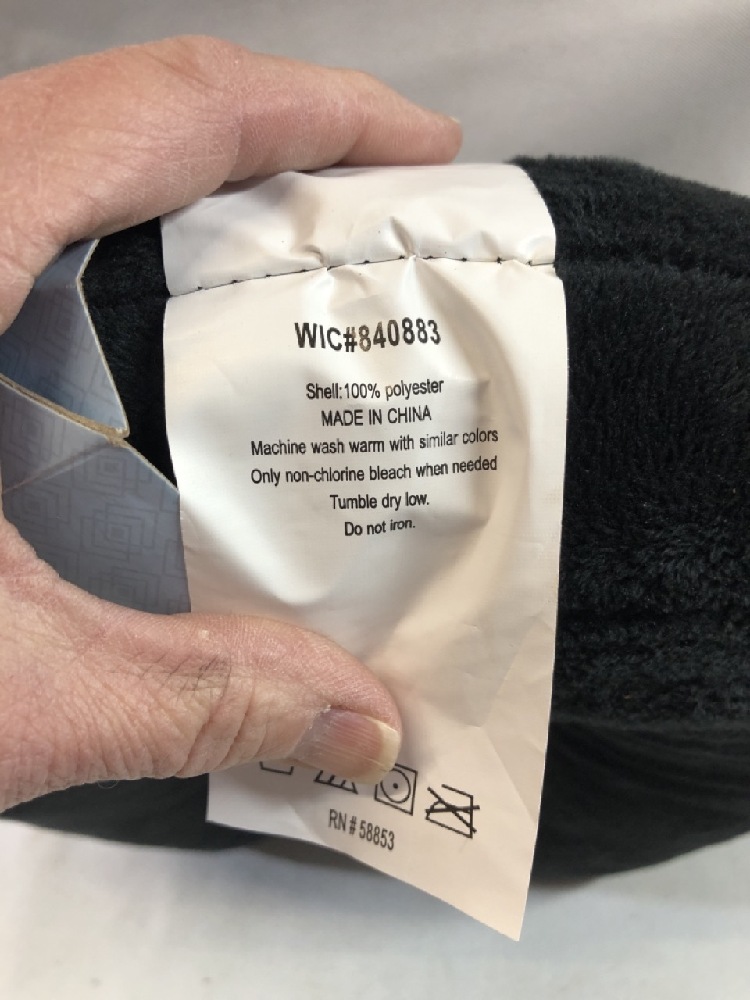 WIC#840883
Shell:100% polyester
MADE IN CHINA
Machine wash warm with similar colors
Only non-chlorine bleach when needed
Tumble dry low.
Do not iron.
RN # 58853